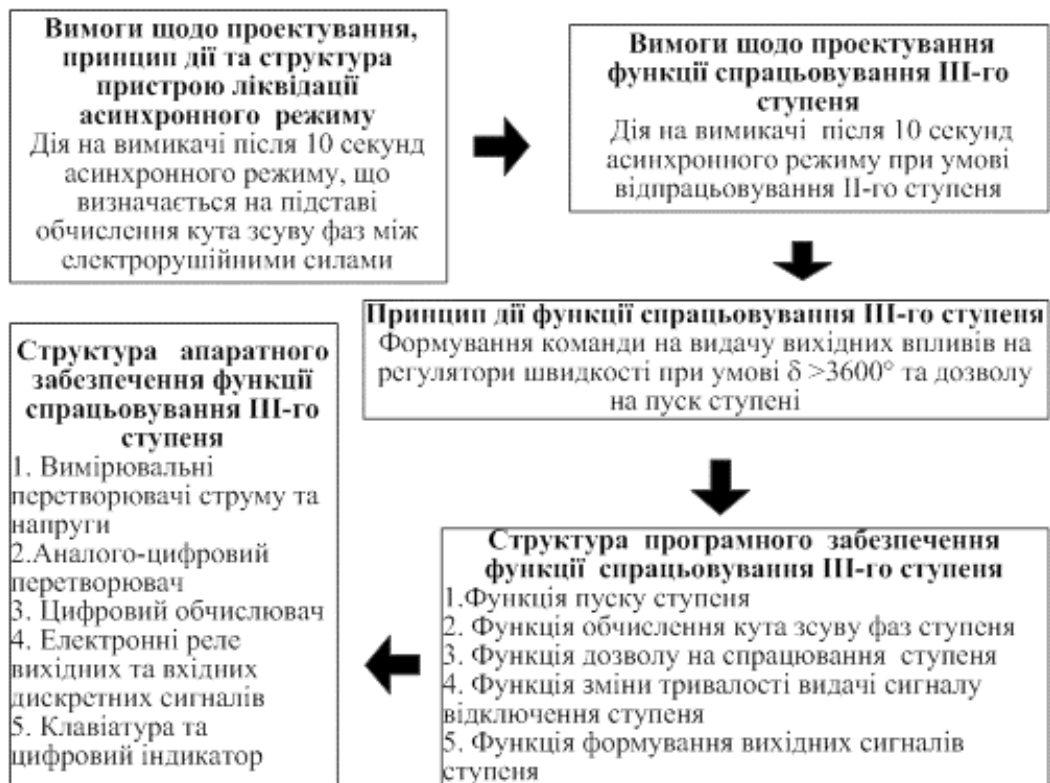 Вимоги щодо проектування,
принцип дії та структура
пристрою ліквідації
асинхронного режиму
Дія на вимикачі після 10 секунд
асинхронного режиму, що
визначається на підставі
обчислення кута зсуву фаз між
електрорушійними силами
Вимоги щодо проектування
функції спрацьовування ІІІ-го
ступеня
Дія на вимикачі після 10 секунд
асинхронного режиму при умові
відпрацьовування ІІ-го ступеня
Принцип дії функції спрацьовування ІІІ-го ступеня
Формування команди на видачу вихідних впливів на
регулятори швидкості при умові δ >3600° та дозволу
на пуск ступені
Структура програмного забезпечення
функції спрацьовування ІІІ-го ступеня
1.Функція пуску ступеня
2. Функція обчислення кута зсуву фаз ступеня
3. Функція дозволу на спрацювання ступеня
4. Функція зміни тривалості видачі сигналу
відключення ступеня
5. Функція формування вихідних сигналів
ступеня
Структура апаратного
забезпечення функції
спрацьовування ІІІ-го
ступеня
1. Вимірювальні
перетворювачі струму та
напруги
2.Аналого-цифровий
перетворювач
3. Цифровий обчислювач
4. Електронні реле
вихідних та вхідних
дискретних сигналів
5. Клавіатура та
цифровий індикатор